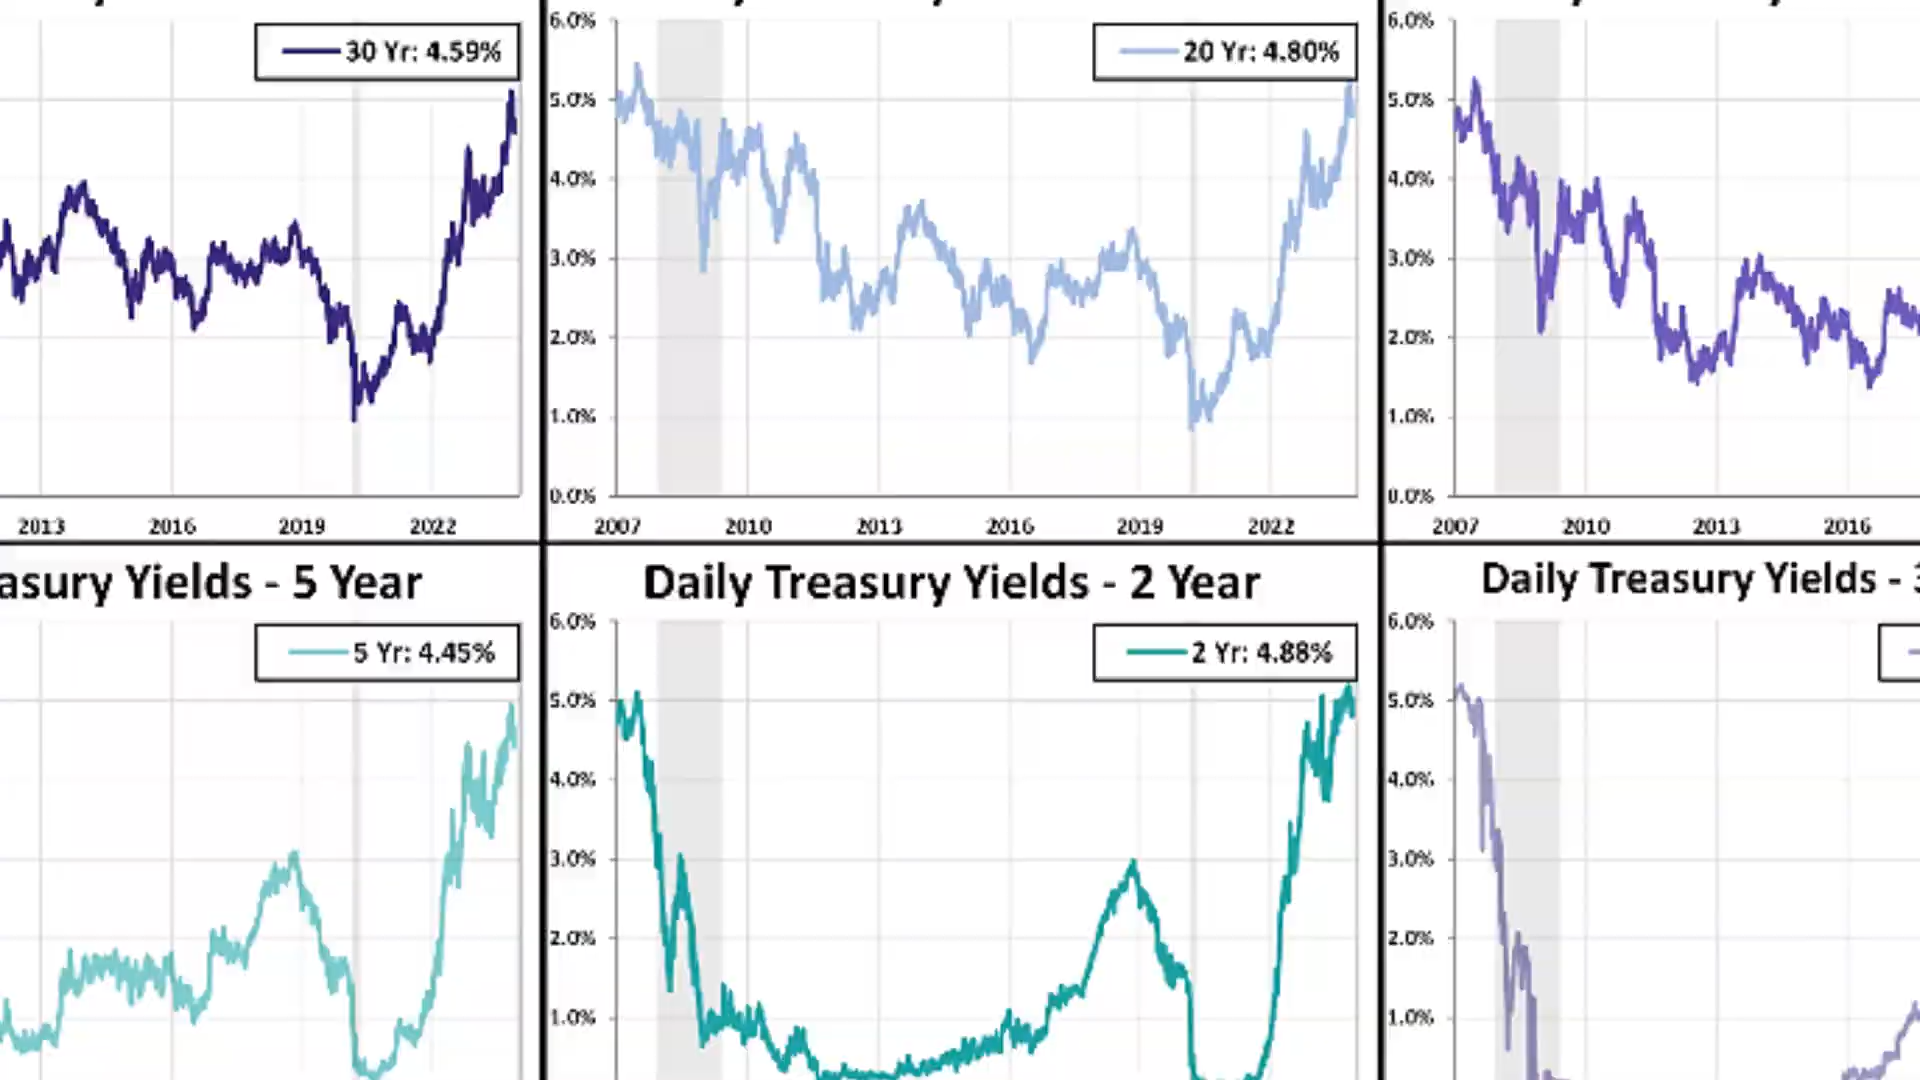 30 Yr: 4.59%
6.0%
5.0%
4.0%
3.0%
2.0%
1.0%
0.0%
20 Yr: 4.80%
6.0%
5.0%
4.0%
3.0%
2.0%
1.0%
0.0%
2013 2016 2019 2022
2007 2010 2013 2016 2019 2022
2007 2010 2013 2016
asury Yields - 5 Year
5 Yr: 4.45%
Daily Treasury Yields - 2 Year
6.0%
5.0%
4.0%
3.0%
2.0%
1.0%
2 Yr: 4.88%
Daily Treasury Yields -
6.0%
5.0%
4.0%
3.0%
2.0%
1.0%